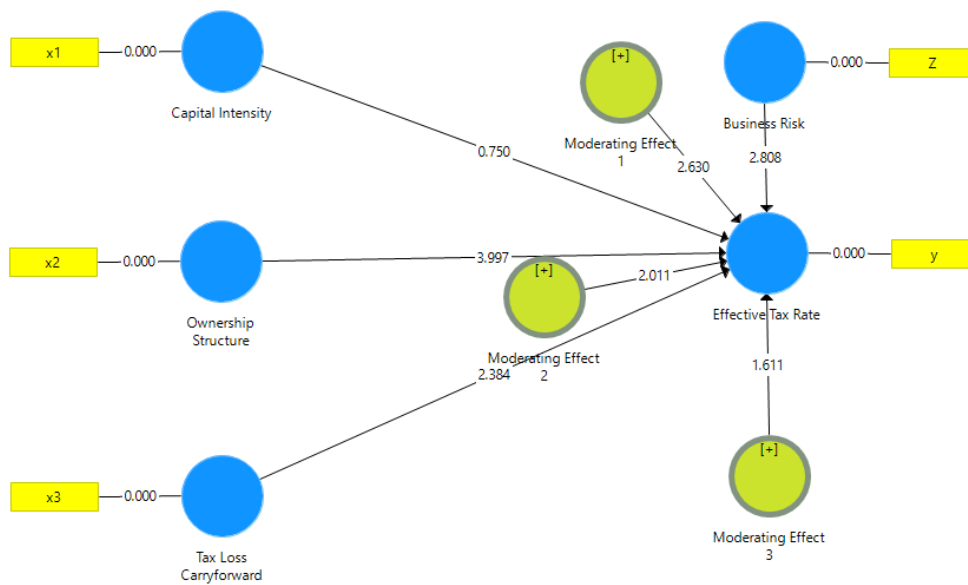 x1
0.000
Capital Intensity
[+]
Moderating Effect
1
0.000
Z
Business Risk
0.750
2.630
2.808
x2
0.000
Ownership
Structure
3.997
[+]
2.011
Moderating Effect
2
0.000
y
Effective Tax Rate
2.384
1.611
x3
0.000
Tax Loss
Carryforward
[+]
Moderating Effect
3